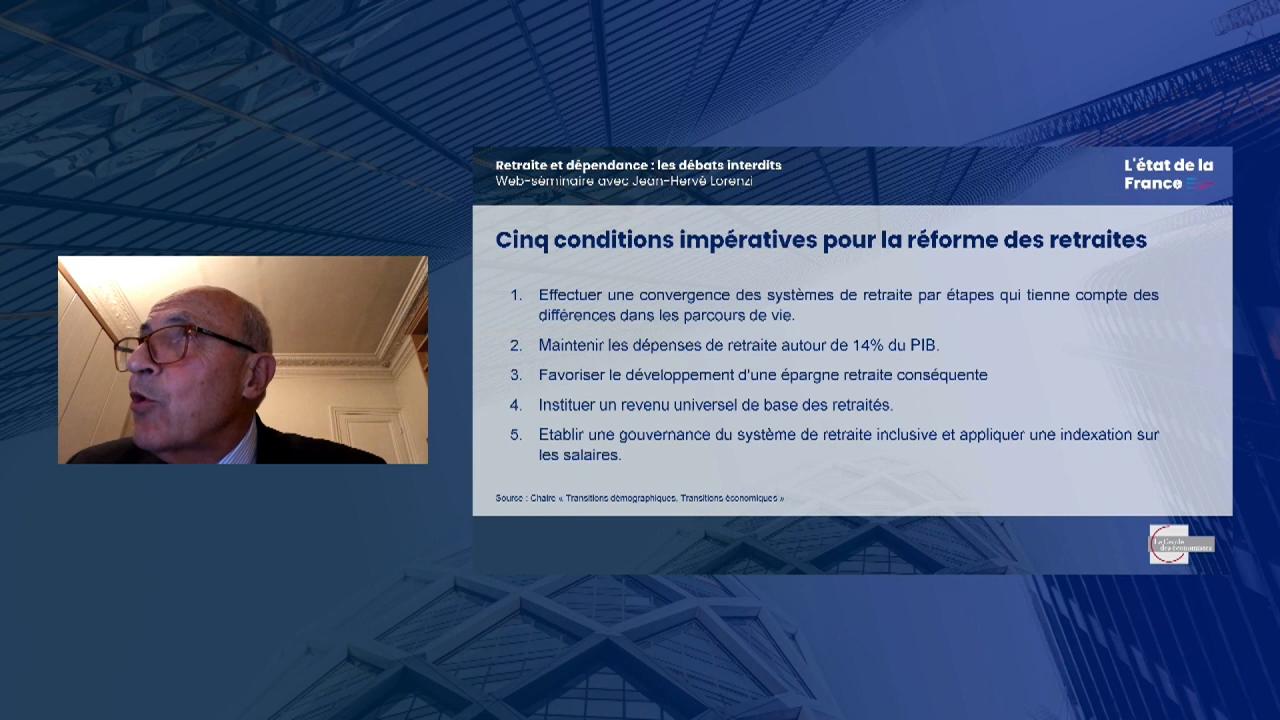 Retraite et dépendance : les débats interdits
Web-séminaire avec Jean-Hervé Lorenzi
L'état de la
France
Cinq conditions impératives pour la réforme des retraites
1. Effectuer une convergence des systèmes de retraite par étapes qui tienne compte des
différences dans les parcours de vie.
2. Maintenir les dépenses de retraite autour de 14% du PIB.
3. Favoriser le développement d'une épargne retraite conséquente
4. Instituer un revenu universel de base des retraités.
5. Etablir une gouvernance du système de retraite inclusive et appliquer une indexation sur
les salaires.
Source : Chaire « Transitions démographiques, Transitions économiques »
Le Cercle
des économistes